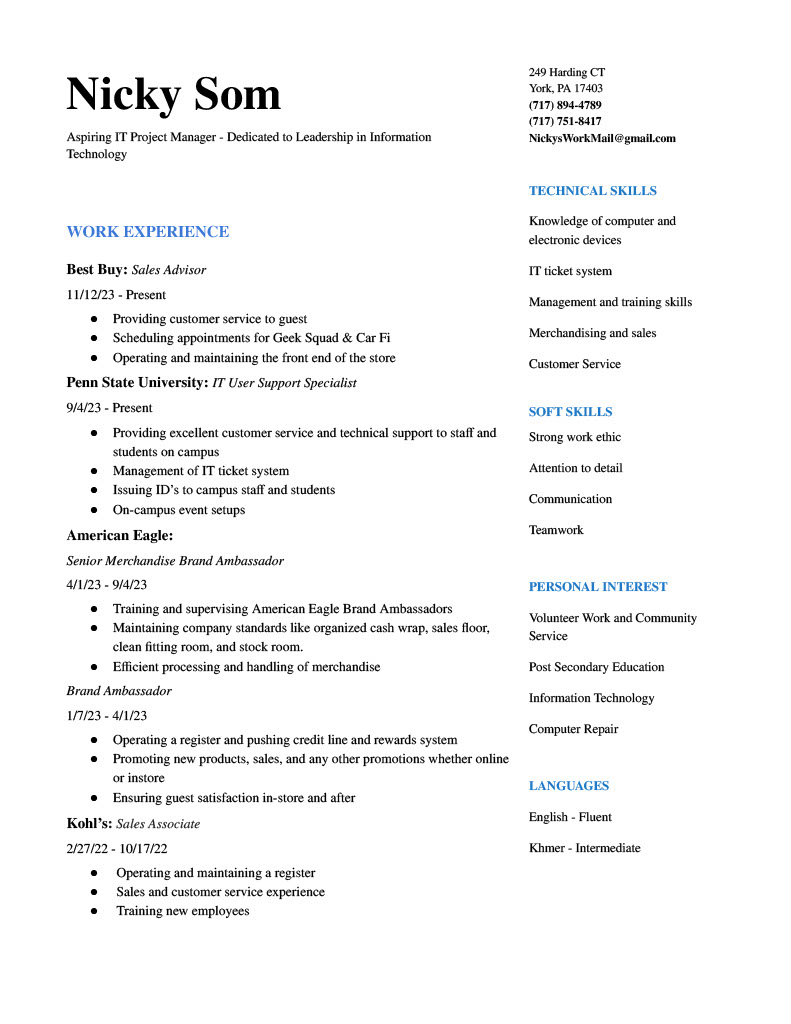 Nicky Som
Aspiring IT Project Manager - Dedicated to Leadership in Information
Technology
WORK EXPERIENCE
Best Buy: Sales Advisor
11/12/23 - Present
● Providing customer service to guest
● Scheduling appointments for Geek Squad & Car Fi
● Operating and maintaining the front end of the store
Penn State University: IT User Support Specialist
9/4/23 - Present
● Providing excellent customer service and technical support to staff and
students on campus
● Management of IT ticket system
● Issuing ID's to campus staff and students
● On-campus event setups
American Eagle:
Senior Merchandise Brand Ambassador
4/1/23 - 9/4/23
● Training and supervising American Eagle Brand Ambassadors
● Maintaining company standards like organized cash wrap, sales floor,
clean fitting room, and stock room.
● Efficient processing and handling of merchandise
Brand Ambassador
1/7/23 - 4/1/23
● Operating a register and pushing credit line and rewards system
● Promoting new products, sales, and any other promotions whether online
or instore
● Ensuring guest satisfaction in-store and after
Kohl's: Sales Associate
2/27/22 - 10/17/22
● Operating and maintaining a register
● Sales and customer service experience
● Training new employees
249 Harding CT
York, PA 17403
(717) 894-4789
(717) 751-8417
NickysWorkMail@gmail.com
TECHNICAL SKILLS
Knowledge of computer and
electronic devices
IT ticket system
Management and training skills
Merchandising and sales
Customer Service
SOFT SKILLS
Strong work ethic
Attention to detail
Communication
Teamwork
PERSONAL INTEREST
Volunteer Work and Community
Service
Post Secondary Education
Information Technology
Computer Repair
LANGUAGES
English - Fluent
Khmer - Intermediate